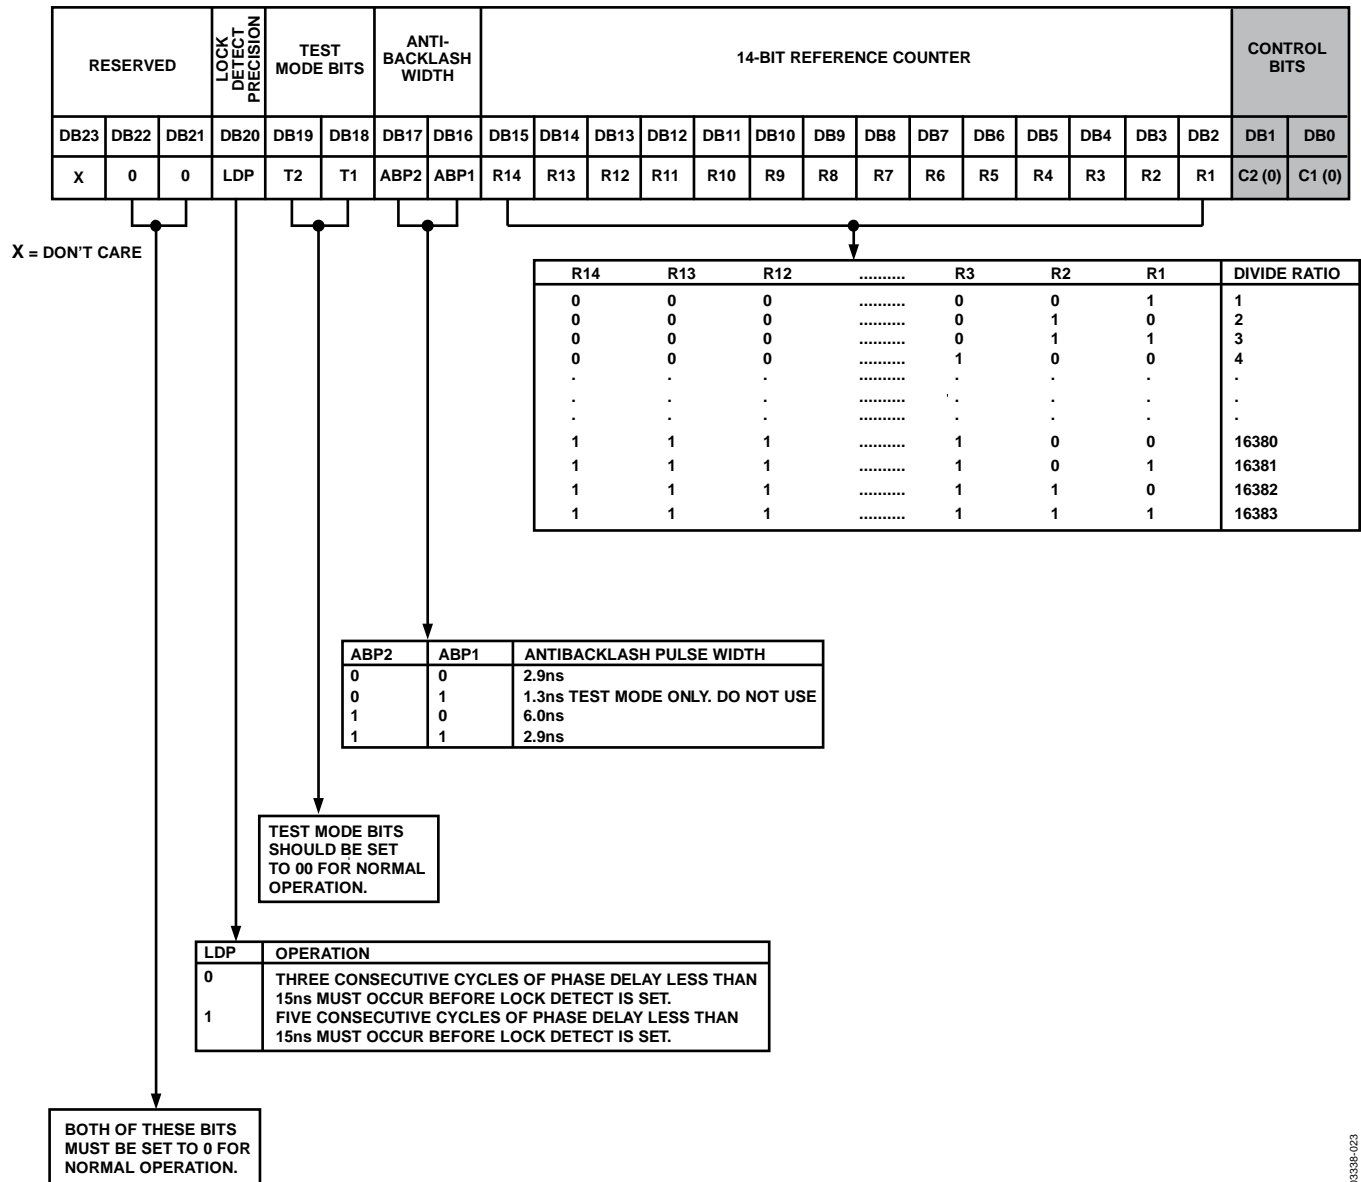 RESERVED
LOCK
DETECT
PRECISION
TEST
MODE BITS
ANTI-
BACKLASH
WIDTH
14-BIT REFERENCE COUNTER
CONTROL
BITS
DB23 DB22 DB21 DB20 DB19 DB18 DB17 DB16 DB15 DB14 DB13 DB12 DB11 DB10 DB9 DB8 DB7 DB6 DB5 DB4 DB3 DB2 DB1 DB0
X 0 0 LDP T2 T1 ABP2 ABP1 R14 R13 R12 R11 R10 R9 R8 R7 R6 R5 R4 R3 R2 R1 C2 (0) C1 (0)
X = DON'T CARE
R14 R13 R12 .......... R3 R2 R1 DIVIDE RATIO
0 0 0 .......... 0 0 1 1
0 0 0 .......... 0 1 0 2
0 0 0 .......... 0 1 1 3
0 0 0 .......... 1 0 0 4
. . . .......... . . . .
. . . .......... . . . .
. . . .......... . . . .
1 1 1 .......... 1 0 0 16380
1 1 1 .......... 1 0 1 16381
1 1 1 .......... 1 1 0 16382
1 1 1 .......... 1 1 1 16383
ABP2 ABP1 ANTIBACKLASH PULSE WIDTH
0 0 2.9ns
0 1 1.3ns TEST MODE ONLY. DO NOT USE
1 0 6.0ns
1 1 2.9ns
TEST MODE BITS
SHOULD BE SET
TO 00 FOR NORMAL
OPERATION.
LDP OPERATION
0 THREE CONSECUTIVE CYCLES OF PHASE DELAY LESS THAN
15ns MUST OCCUR BEFORE LOCK DETECT IS SET.
1 FIVE CONSECUTIVE CYCLES OF PHASE DELAY LESS THAN
15ns MUST OCCUR BEFORE LOCK DETECT IS SET.
BOTH OF THESE BITS
MUST BE SET TO 0 FOR
NORMAL OPERATION.
03338-023